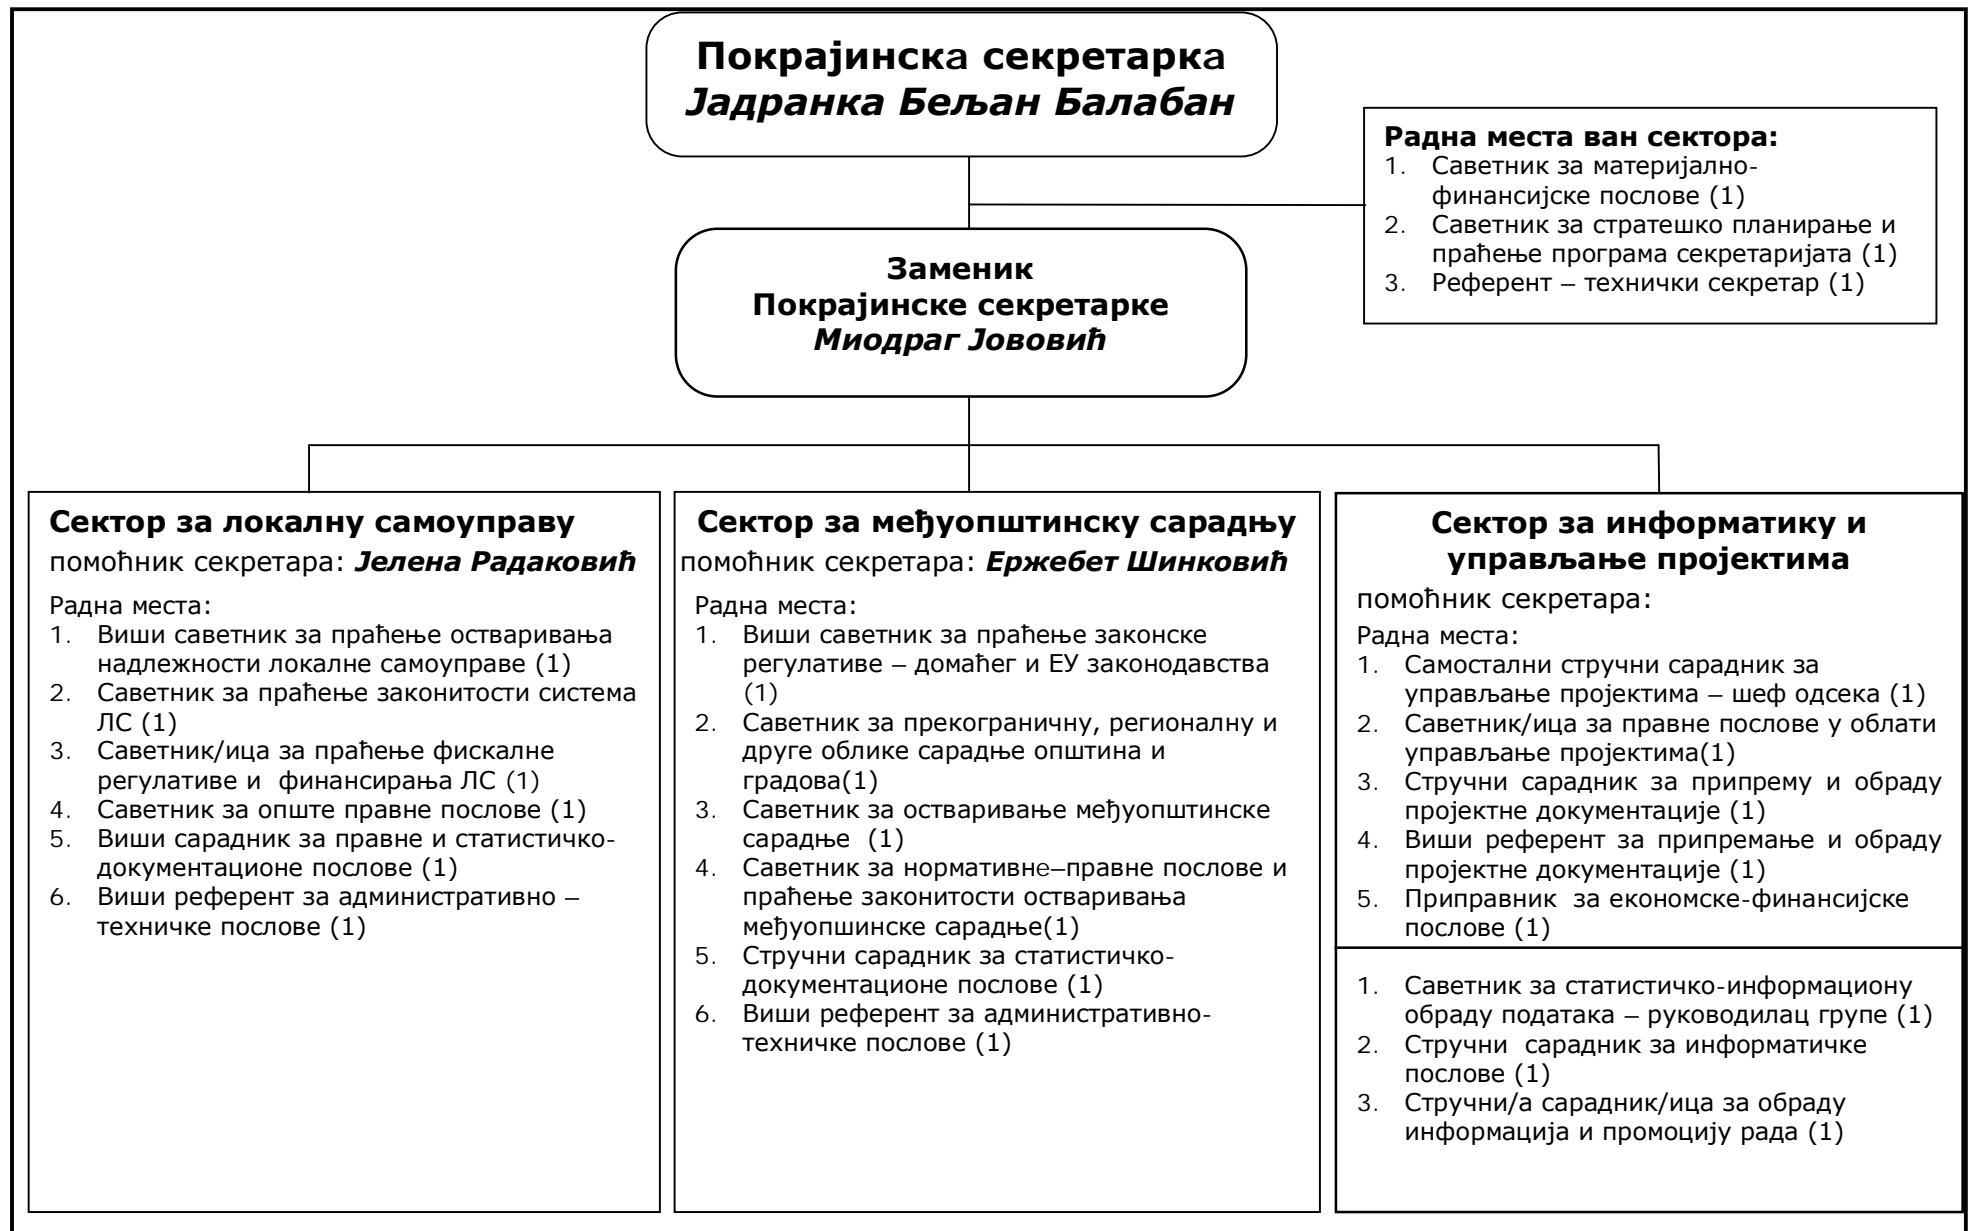 Покрајинска секретарка
Јадранка Бељан Балабан
Радна места ван сектора:
1. Саветник за материјално-
финансијске послове (1)
2. Саветник за стратешко планирање и
праћење програма секретаријата (1)
3. Референт – технички секретар (1)
Заменик
Покрајинске секретарке
Миодраг Јововић
Сектор за локалну самоуправу
помоћник секретара: Јелена Радаковић
Радна места:
1. Виши саветник за праћење остваривања
надлежности локалне самоуправе (1)
2. Саветник за праћење законитости система
ЛС (1)
3. Саветник/ица за праћење фискалне
регулативе и  финансирања ЛС (1)
4. Саветник за опште правне послове (1)
5. Виши сарадник за правне и статистичко-
документационе послове (1)
6. Виши референт за административно –
техничке послове (1)
Сектор за међуопштинску сарадњу
помоћник секретара: Ержебет Шинковић
Радна места:
1. Виши саветник за праћење законске
регулативе – домаћег и ЕУ законодавства
(1)
2. Саветник за прекограничну, регионалну и
друге облике сарадње општина и
градова(1)
3. Саветник за остваривање међуопштинске
сарадње  (1)
4. Саветник за нормативне–правне послове и
праћење законитости остваривања
међуопшинске сарадње(1)
5. Стручни сарадник за статистичко-
документационе послове (1)
6. Виши референт за административно-
техничке послове (1)
Сектор за информатику и
управљање пројектима
помоћник секретара:
Радна места:
1. Самостални стручни сарадник за
управљање пројектима – шеф одсека (1)
2. Саветник/ица за правне послове у облати
управљање пројектима(1)
3. Стручни сарадник за припрему и обраду
пројектне документације (1)
4. Виши референт за припремање и обраду
пројектне документације (1)
5. Приправник  за економске-финансијске
послове (1)
1. Саветник за статистичко-информациону
обраду података – руководилац групе (1)
2. Стручни  сарадник за информатичке
послове (1)
3. Стручни/а сарадник/ица за обраду
информација и промоцију рада (1)